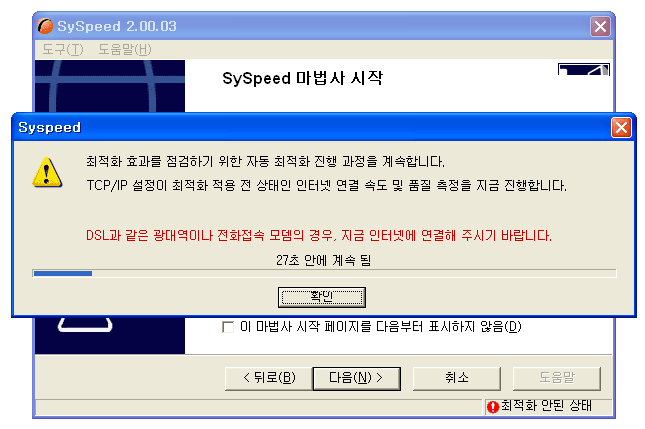 SySpeed 2.00.03
도구(T) 도움말(H)
SySpeed 마법사 시작
Syspeed
최적화 효과를 점검하기 위한 자동 최적화 진행 과정을 계속합니다.
TCP/IP 설정이 최적화 적용 전 상태인 인터넷 연결 속도 및 품질 측정을 지금 진행합니다.
DSL과 같은 광대역이나 전화접속 모뎀의 경우, 지금 인터넷에 연결해 주시기 바랍니다.
27초 안에 계속 됨
확인
이 마법사 시작 페이지를 다음부터 표시하지 않음(D)
< 뒤로(B) 다음(N) > 취소 도움말
최적화 안된 상태